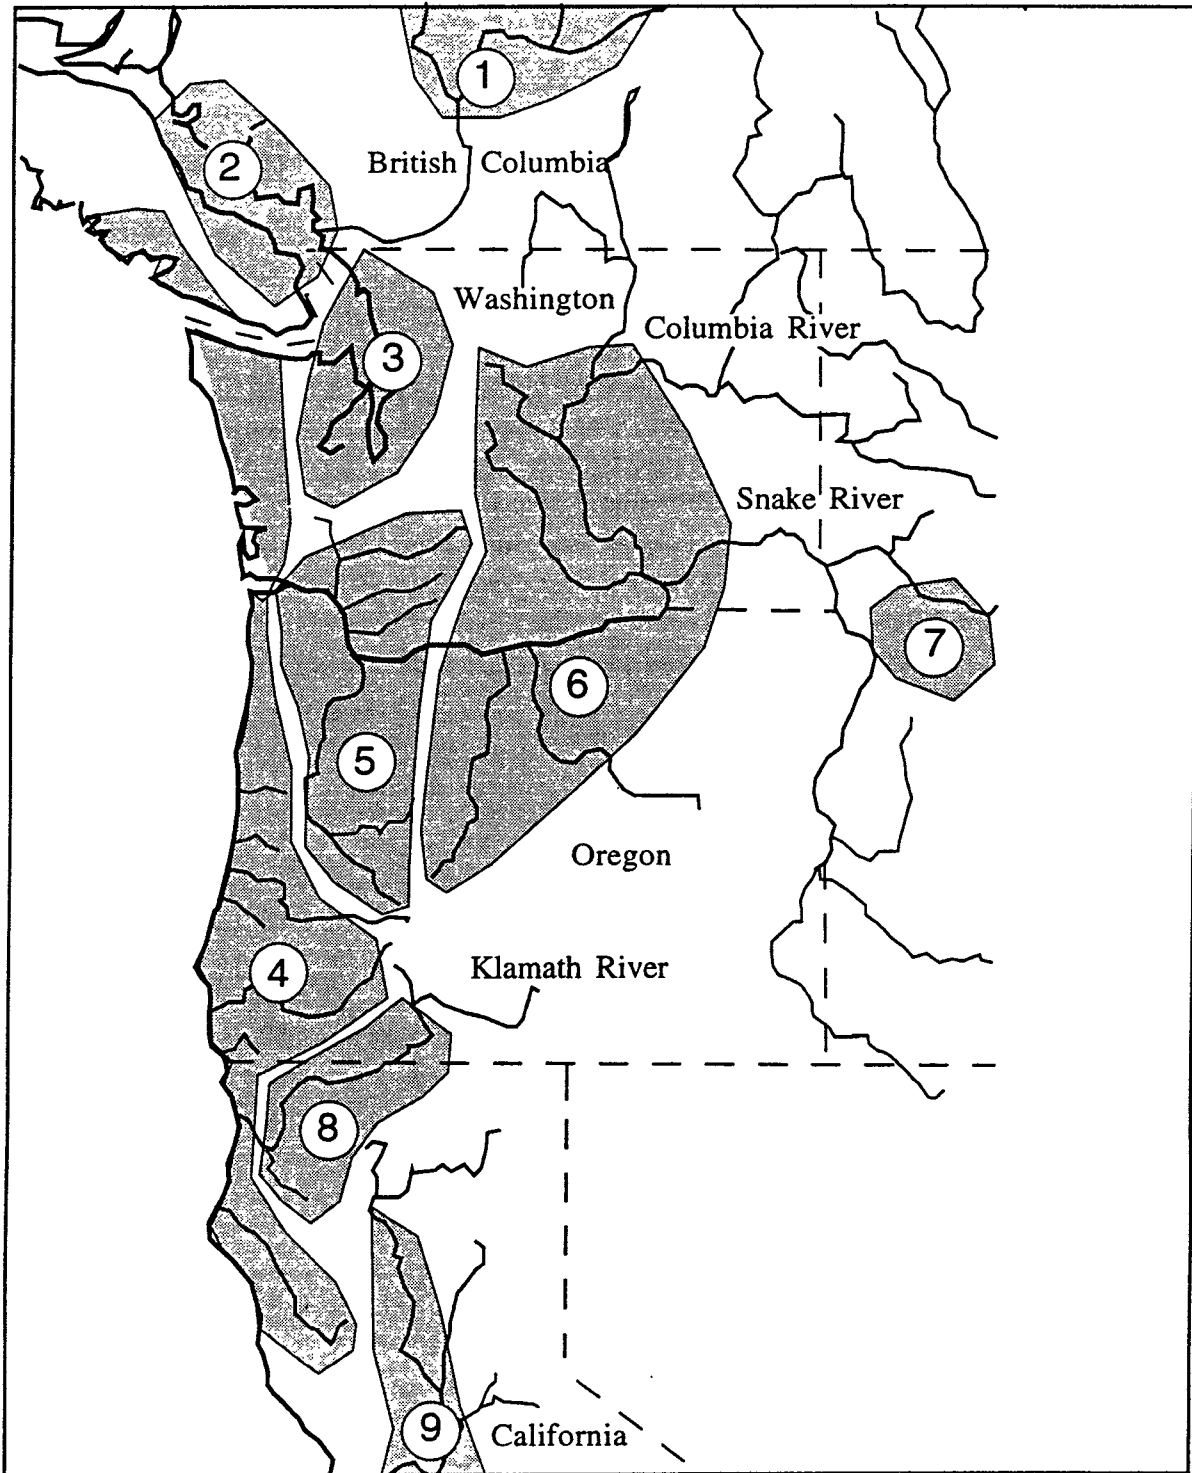 1
2
British Columbia
Washington
Columbia River
3
Snake River
7
6
5
Oregon
4
Klamath River
8
9
California